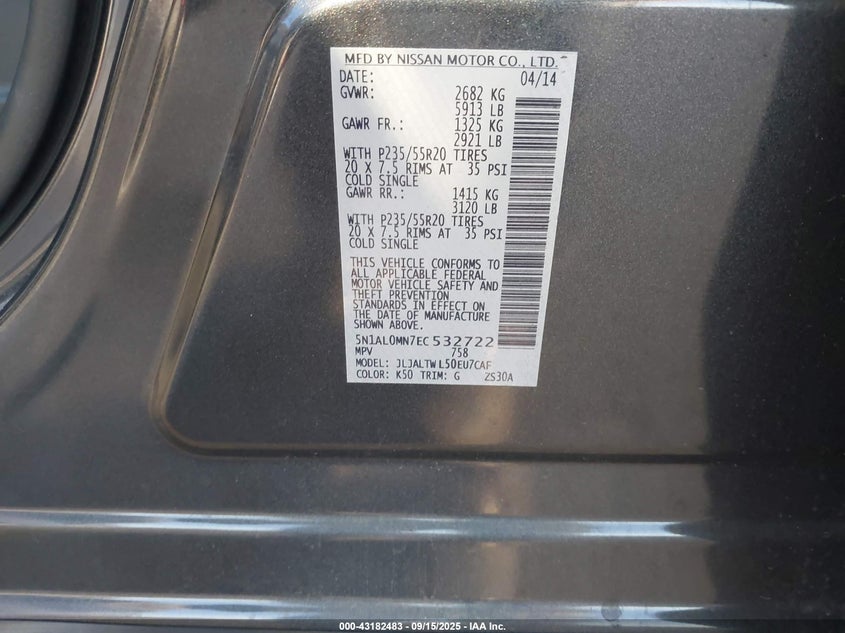 MFD BY NISSAN MOTOR CO., LTD.
DATE: 04/14
GVWR: 2682 KG
5913 LB
GAWR FR.: 1325 KG
2921 LB
WITH P235/55R20 TIRES
20 X 7.5 RIMS AT 35 PSI
COLD SINGLE
GAWR RR.: 1415 KG
3120 LB
WITH P235/55R20 TIRES
20 X 7.5 RIMS AT 35 PSI
COLD SINGLE
THIS VEHICLE CONFORMS TO
ALL APPLICABLE FEDERAL
MOTOR VEHICLE SAFETY AND
THEFT PREVENTION
STANDARDS IN EFFECT ON
THE DATE OF MANUFACTURE
SHOWN ABOVE.
5N1AL0MN7EC532722
MPV 758
MODEL: JLJALTWL50EU7CAF
COLOR: K50 TRIM: G ZS30A
000-43182483 - 09/15/2025 - IAA Inc.